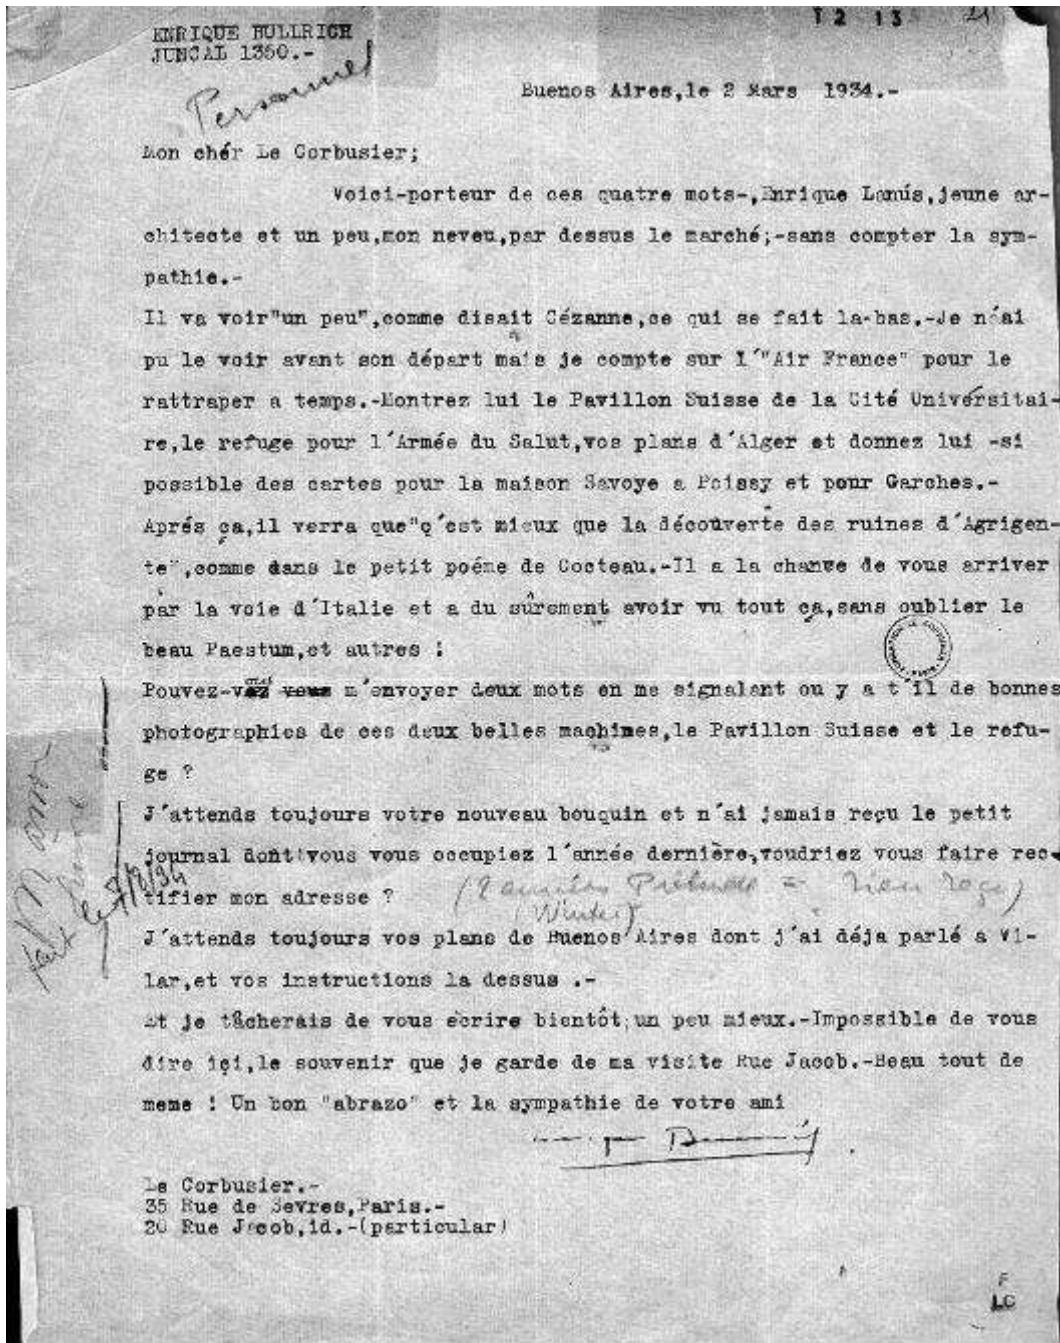 T2 13 21
ENRIQUE BULLRICH
JUNCAL 1350.-
Personnel
Buenos Aires,le 2 Mars 1934.-
Mon chér Le Corbusier;
Voici-porteur de ces quatre mots-,Enrique Lanús,jeune ar-
chitecte et un peu,mon neveu,par dessus le marché;-sans compter la sym-
pathie.-
Il va voir"un peu",comme disait Cézanne,ce qui se fait la-bas.-Je n´ai
pu le voir avant son départ mais je compte sur l´"Air France" pour le
rattraper a temps.-Montrez lui le Pavillon Suisse de la Cité Univérsitai-
re,le refuge pour l´Armée du Salut,vos plans d´Alger et donnez lui -si
possible des cartes pour la maison Savoye a Poissy et pour Garches.-
Aprés ça,il verra que"ç´est mieux que la découverte des ruines d´Agrigen-
te",comme dans le petit poéme de Cocteau.-Il a la chanve de vous arriver
par la voie d´Italie et a du sûrement avoir vu tout ça,sans oublier le
beau Paestum,et autres !
Pouvez-vous m´envoyer deux mots en me signalant ou y a t´il de bonnes
photographies de ces deux belles machines,le Pavillon Suisse et le refu-
ge ?
J´attends toujours votre nouveau bouquin et n´ai jamais reçu le petit
journal dont vous vous occupiez l´année dernière,voudriez vous faire rec-
tifier mon adresse ?
(Prélude =
(Winter)
J´attends toujours vos plans de Buenos Aires dont j´ai déja parlé a Vi-
lar,et vos instructions la dessus .-
Et je tâcherais de vous ecrire bientôt,un peu mieux.-Impossible de vous
dire içi,le souvenir que je garde de ma visite Rue Jacob.-Beau tout de
meme ! Un bon "abrazo" et la sympathie de votre ami
Le Corbusier.-
35 Rue de Sevres,Paris.-
20 Rue Jacob,id.-(particular)
F
LC